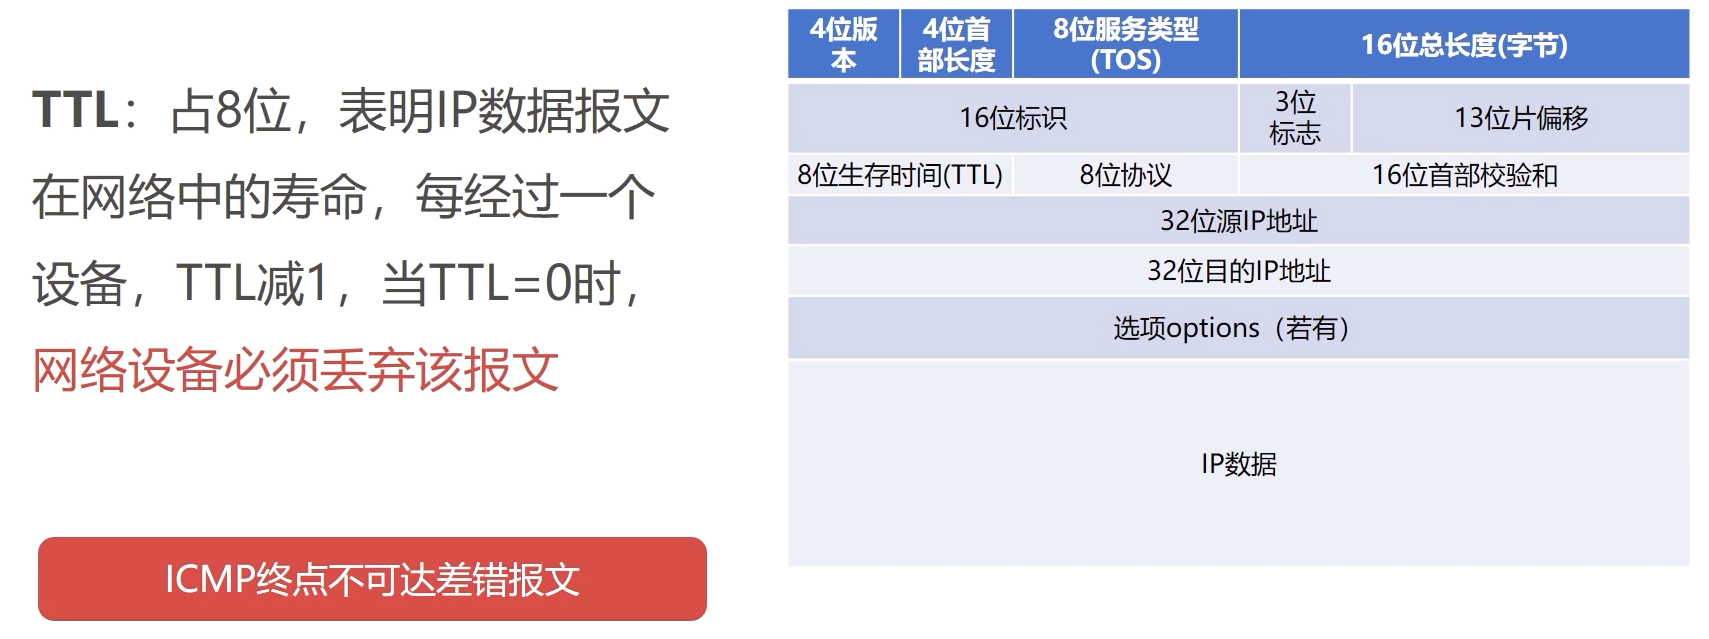 TTL：占8位，表明IP数据报文
在网络中的寿命，每经过一个
设备，TTL减1，当TTL=0时，
网络设备必须丢弃该报文
ICMP终点不可达差错报文
4位版
本
4位首
部长度
8位服务类型
(TOS)
16位总长度(字节)
16位标识
3位
标志
13位片偏移
8位生存时间(TTL)
8位协议
16位首部校验和
32位源IP地址
32位目的IP地址
选项options（若有）
IP数据